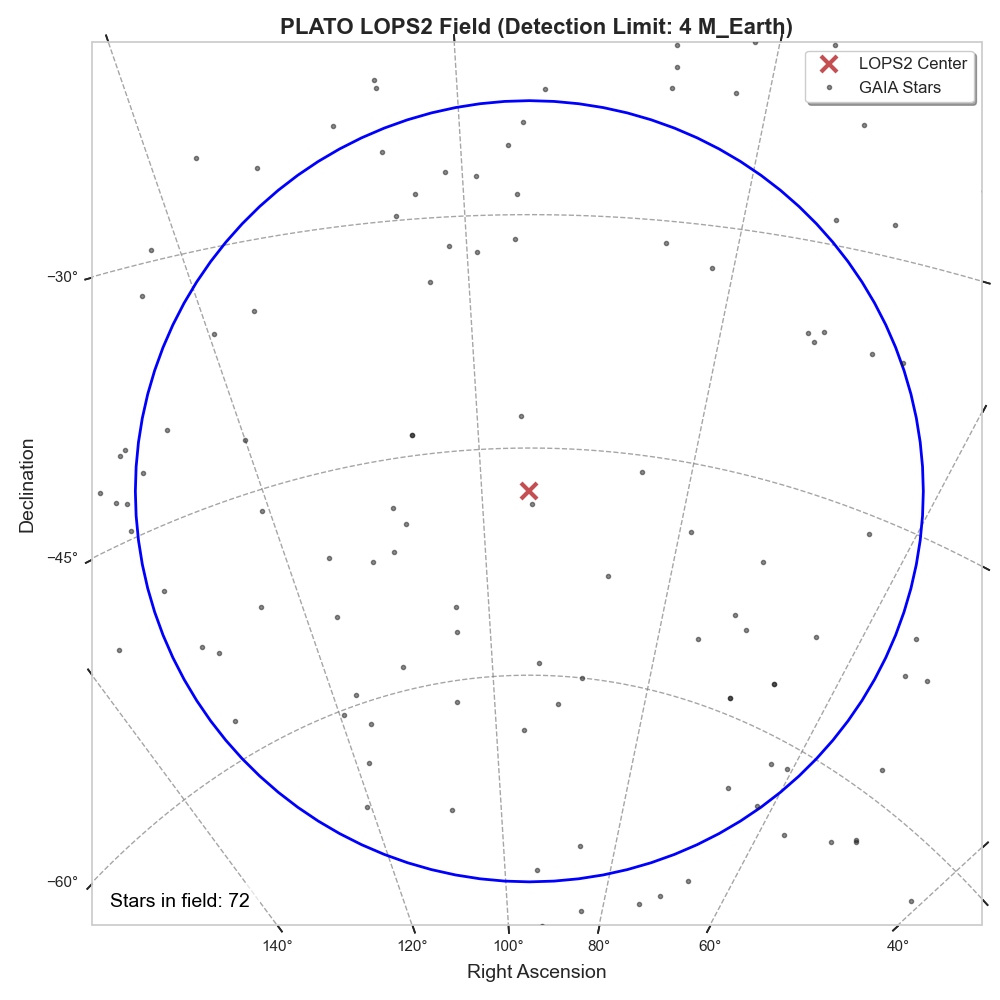 PLATO LOPS2 Field (Detection Limit: 4 M_Earth)
LOPS2 Center
GAIA Stars
−30°
−45°
−60°
Declination
Stars in field: 72
140°
120°
100°
80°
60°
40°
Right Ascension